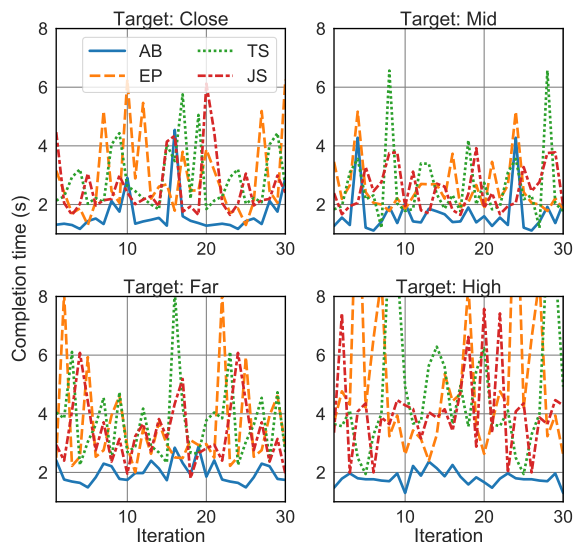 Target: Close
Target: Mid
8
6
4
2
AB
EP
TS
JS
10
20
30
8
6
4
2
10
20
30
Completion time (s)
Target: Far
Target: High
8
6
4
2
10
20
30
Iteration
8
6
4
2
10
20
30
Iteration